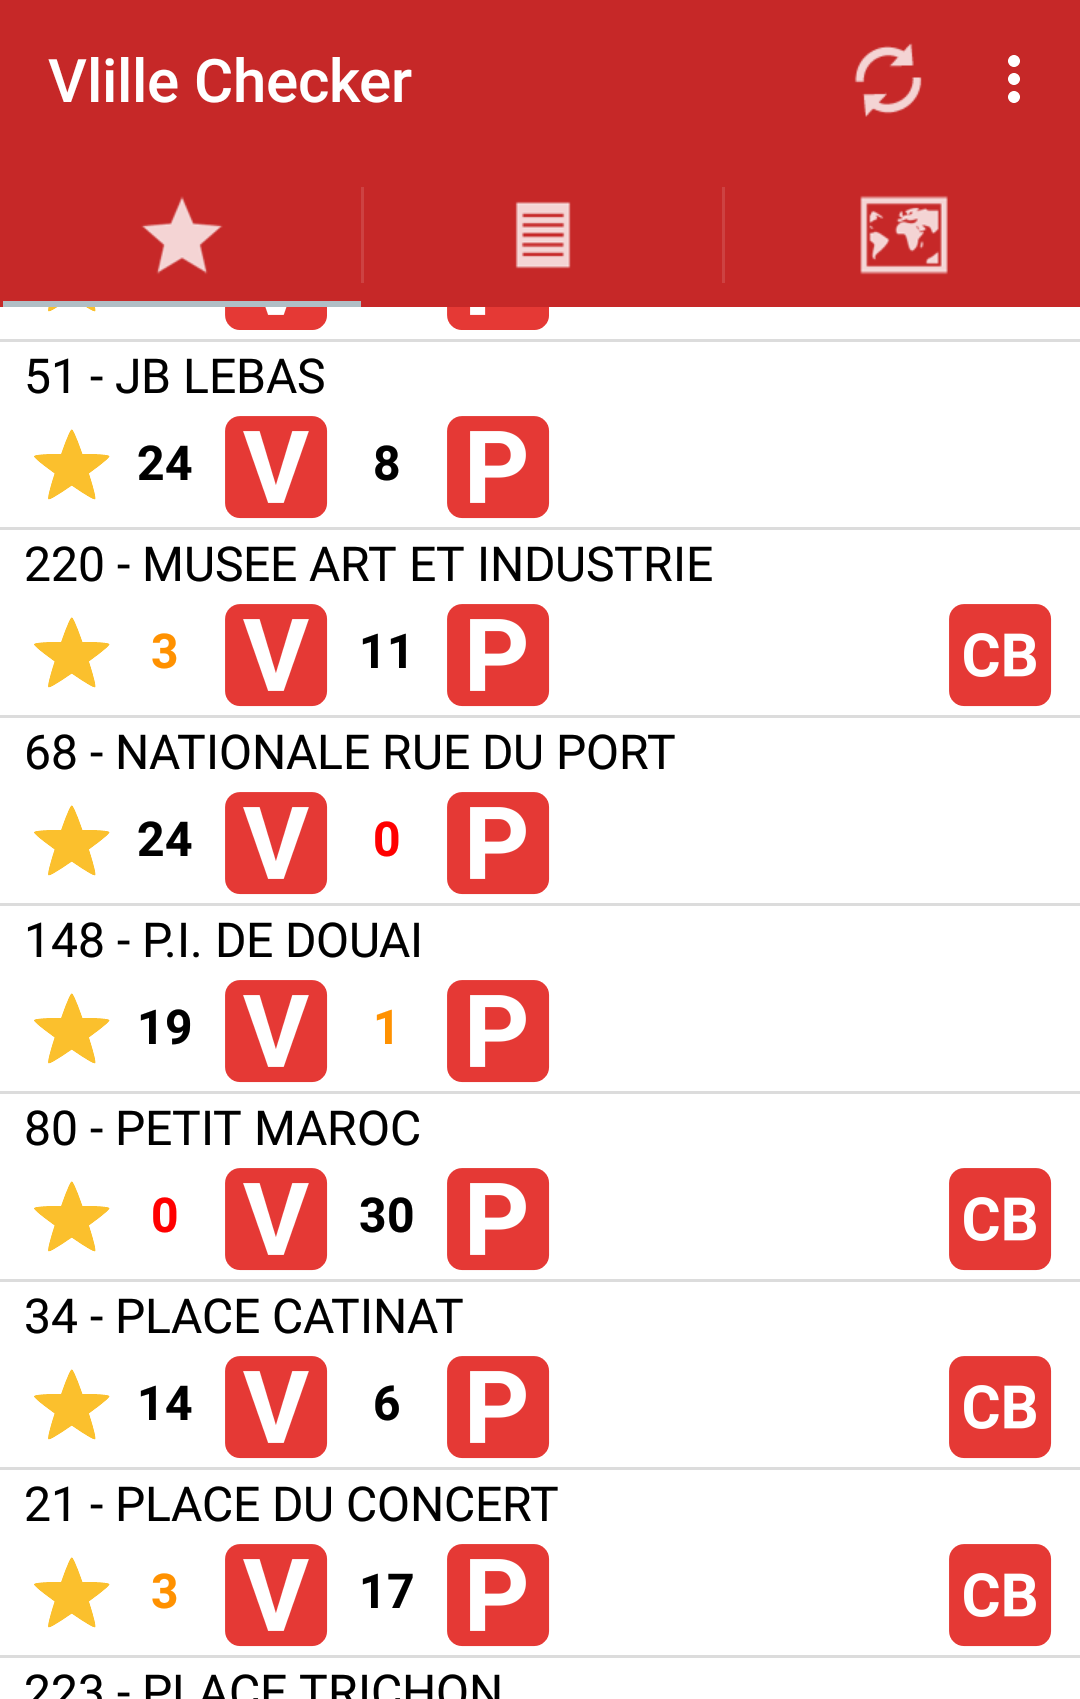 Vlille Checker
V P
51 - JB LEBAS
24 V 8 P
220 - MUSEE ART ET INDUSTRIE
3 V 11 P CB
68 - NATIONALE RUE DU PORT
24 V 0 P
148 - P.I. DE DOUAI
19 V 1 P
80 - PETIT MAROC
0 V 30 P CB
34 - PLACE CATINAT
14 V 6 P CB
21 - PLACE DU CONCERT
3 V 17 P CB
223 - PLACE TRICHON